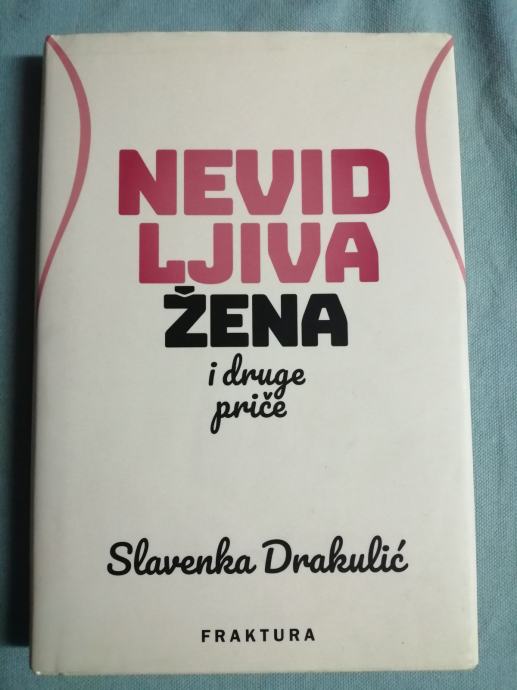 NEVID
LJIVA
ŽENA
i druge
priče
Slavenka Drakulić
FRAKTURA